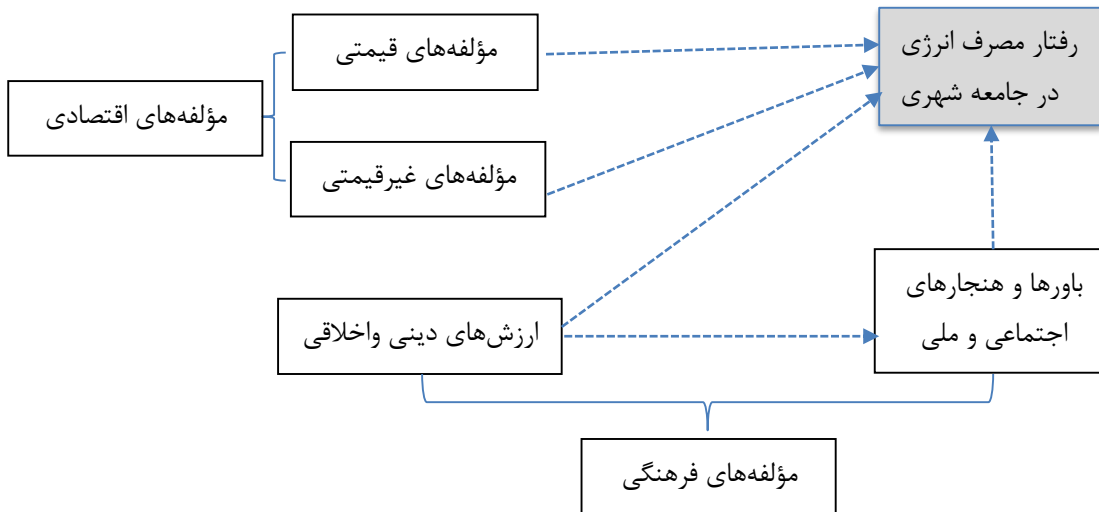 رفتار مصرف انرژی
در جامعه شهری
مؤلفه‌های قیمتی
مؤلفه‌های اقتصادی
مؤلفه‌های غیرقیمتی
باورها و هنجارهای
اجتماعی و ملی
ارزش‌های دینی واخلاقی
مؤلفه‌های فرهنگی